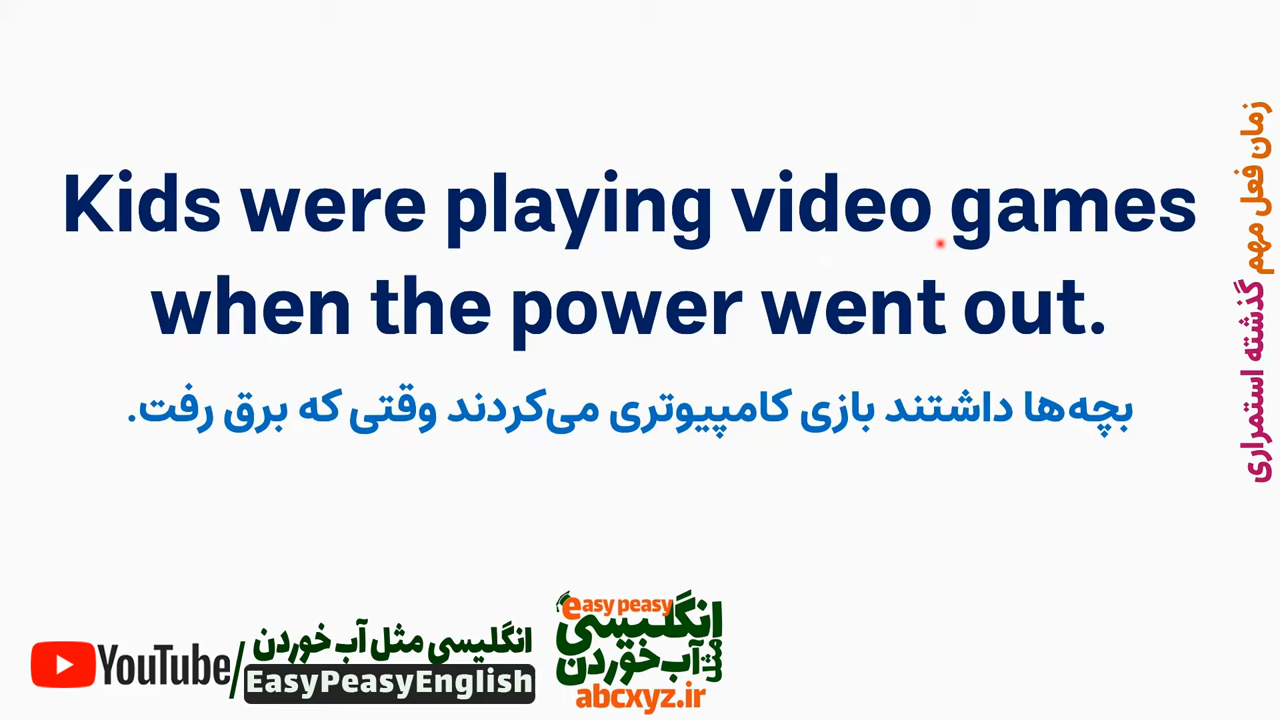 Kids were playing video games
when the power went out.
بچه‌ها داشتند بازی کامپیوتری می‌کردند وقتی که برق رفت.
زمان فعل مهم گذشته استمراری
YouTube/
انگلیسی مثل آب خوردن
EasyPeasyEnglish
easy peasy
انگلیسی
مثل
آب خوردن
abcxyz.ir